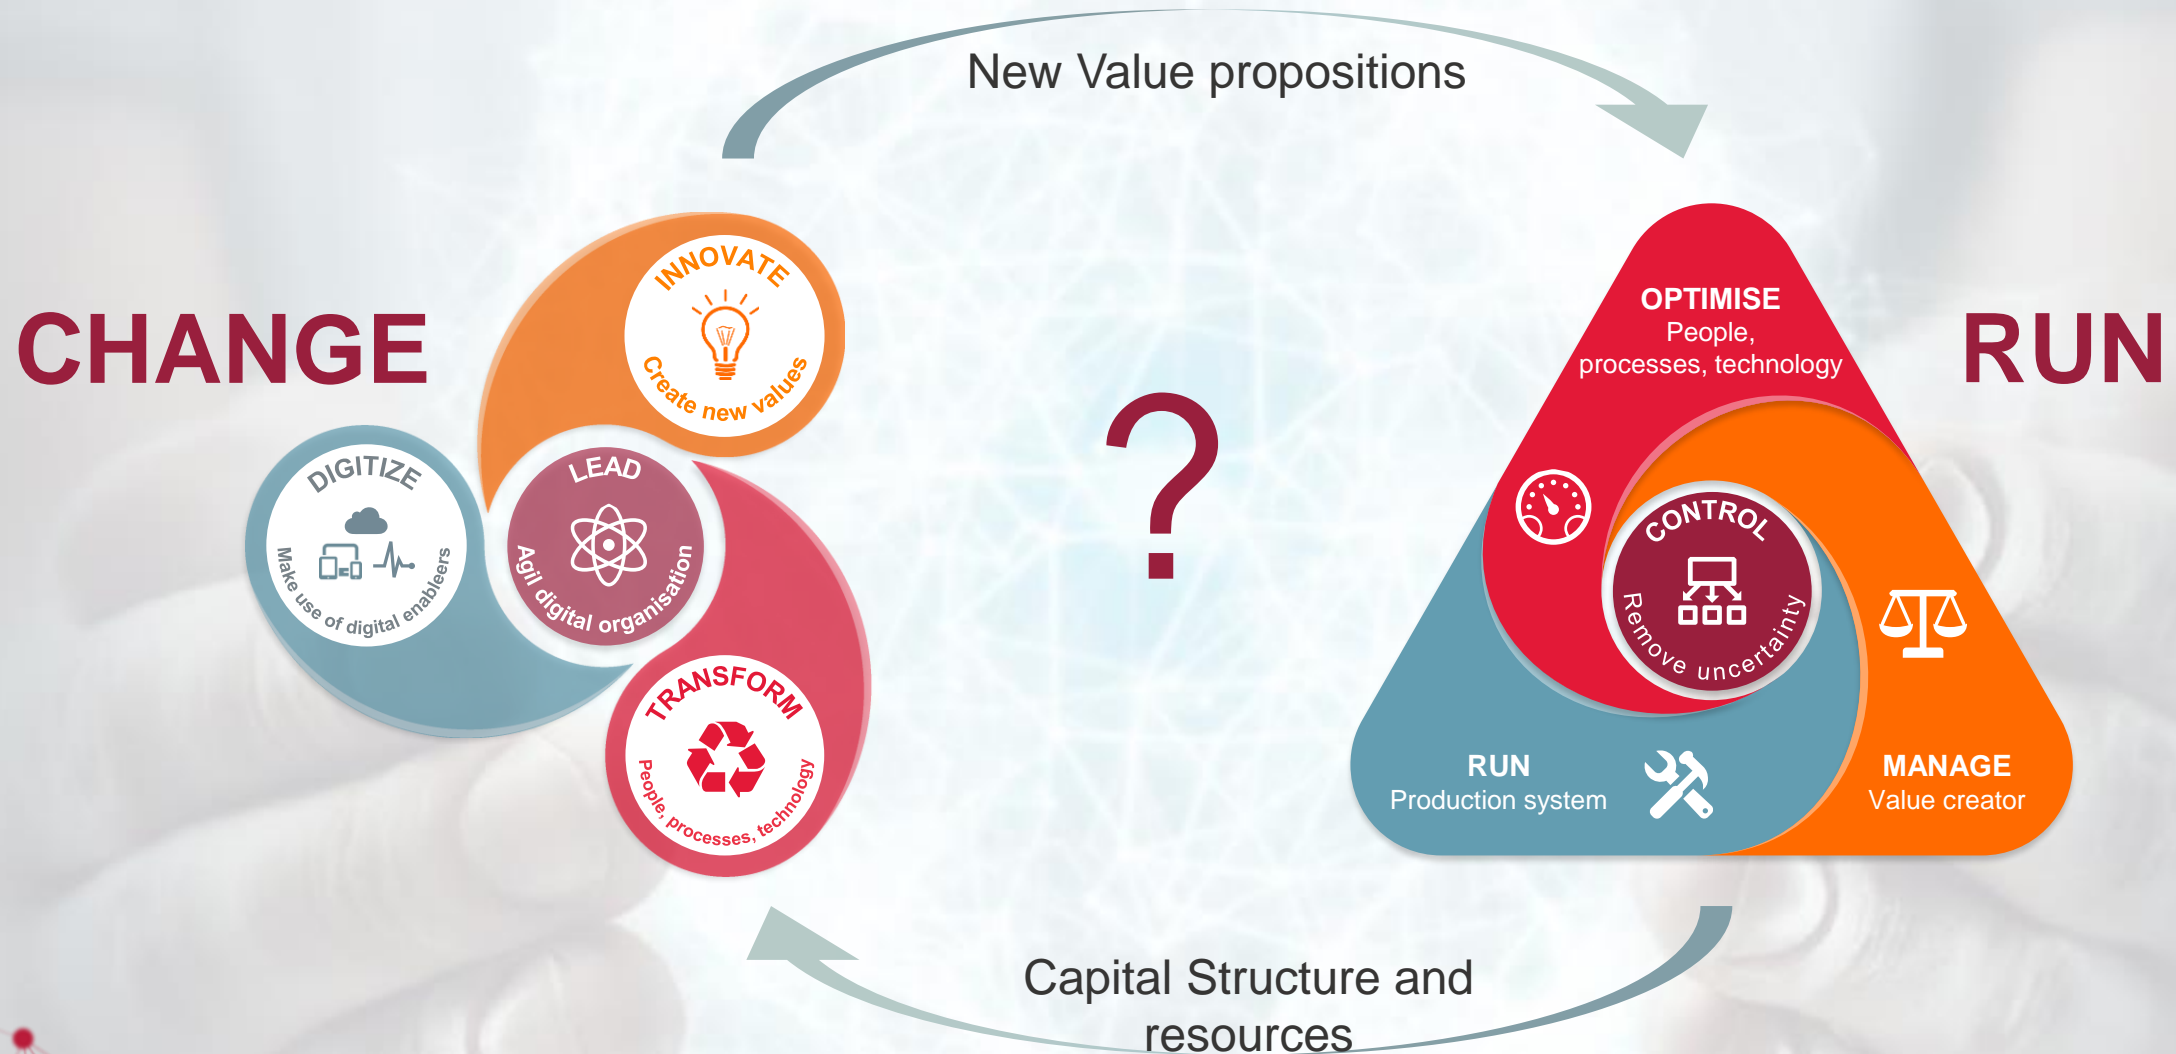 New Value propositions
CHANGE
INNOVATE
Create new values
DIGITIZE
Make use of digital enableers
LEAD
Agil digital organisation
TRANSFORM
People, processes, technology
?
RUN
OPTIMISE
People,
processes, technology
CONTROL
Remove uncertainty
RUN
Production system
MANAGE
Value creator
Capital Structure and
resources